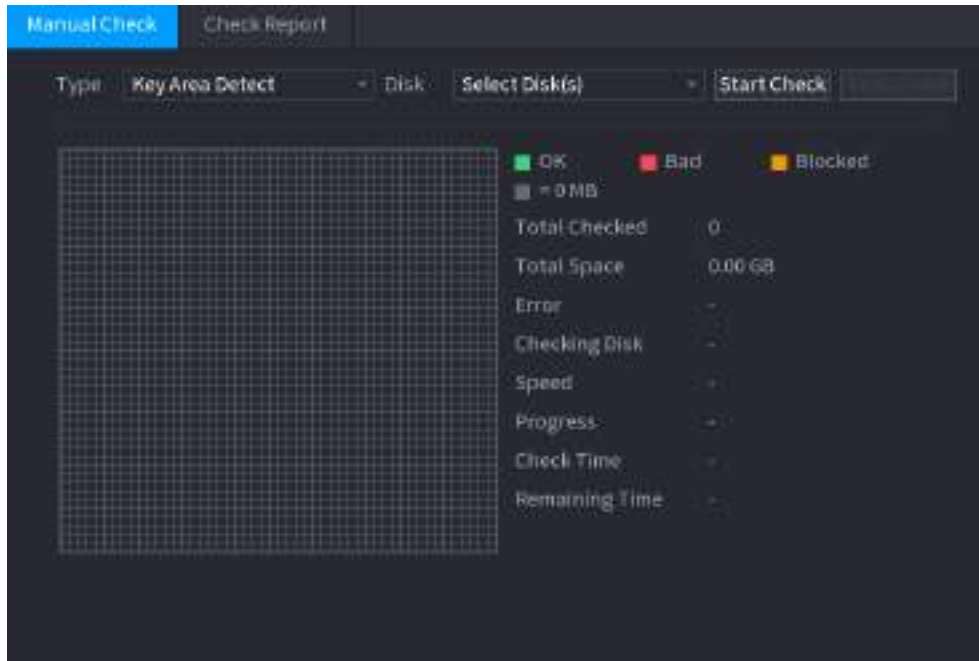 Manual Check Check Report
Type Key Area Detect Disk Select Disk(s) Start Check
OK Bad Blocked
= 0 MB
Total Checked 0
Total Space 0.00 GB
Error -
Checking Disk -
Speed -
Progress -
Check Time -
Remaining Time -